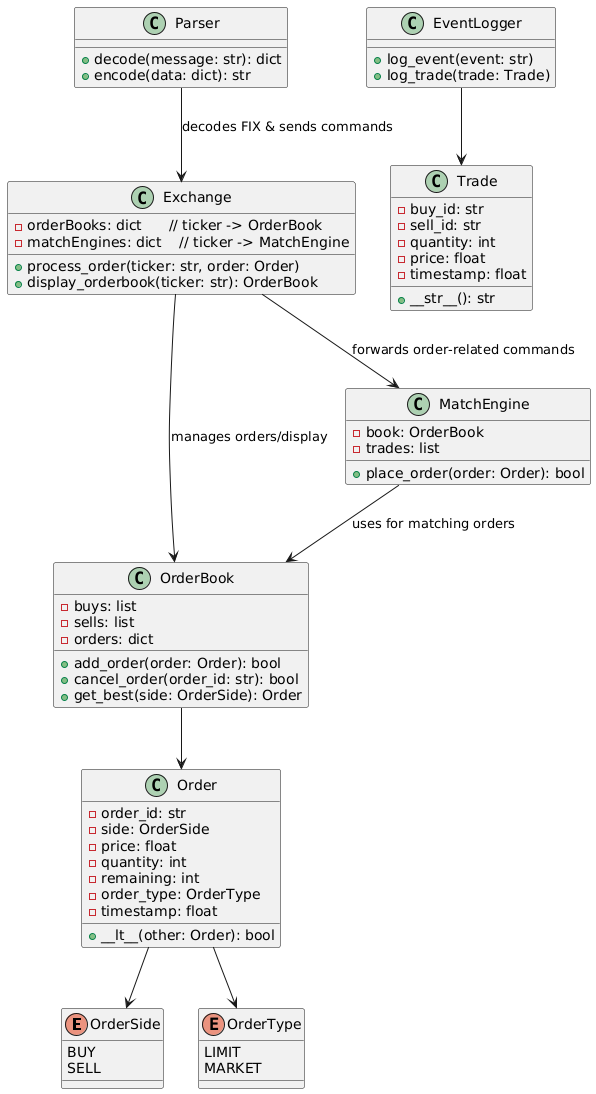 C Parser
+ decode(message: str): dict
+ encode(data: dict): str
C EventLogger
+ log_event(event: str)
+ log_trade(trade: Trade)
decodes FIX & sends commands
C Exchange
orderBooks: dict // ticker -> OrderBook
matchEngines: dict // ticker -> MatchEngine
process_order(ticker: str, order: Order)
display_orderbook(ticker: str): OrderBook
C Trade
buy_id: str
sell_id: str
quantity: int
price: float
timestamp: float
__str__(): str
forwards order-related commands
C MatchEngine
book: OrderBook
trades: list
place_order(order: Order): bool
manages orders/display
uses for matching orders
C OrderBook
buys: list
sells: list
orders: dict
add_order(order: Order): bool
cancel_order(order_id: str): bool
get_best(side: OrderSide): Order
C Order
order_id: str
side: OrderSide
price: float
quantity: int
remaining: int
order_type: OrderType
timestamp: float
__lt__(other: Order): bool
E OrderSide
BUY
SELL
E OrderType
LIMIT
MARKET